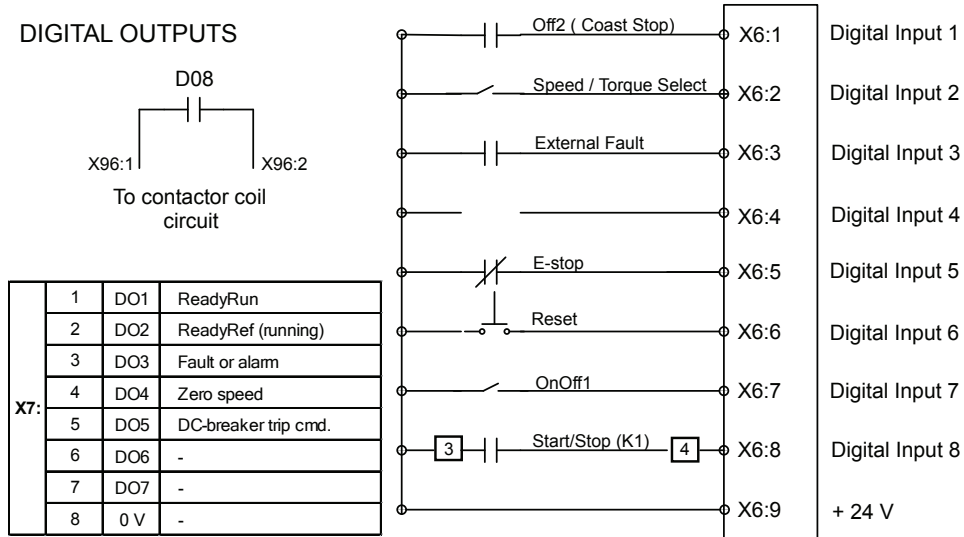 DIGITAL OUTPUTS
D08
X96:1 X96:2
To contactor coil
circuit
X7:
1 DO1 ReadyRun
2 DO2 ReadyRef (running)
3 DO3 Fault or alarm
4 DO4 Zero speed
5 DO5 DC-breaker trip cmd.
6 DO6 -
7 DO7 -
8 0 V -
Off2 ( Coast Stop) X6:1 Digital Input 1
Speed / Torque Select X6:2 Digital Input 2
External Fault X6:3 Digital Input 3
X6:4 Digital Input 4
E-stop X6:5 Digital Input 5
Reset X6:6 Digital Input 6
OnOff1 X6:7 Digital Input 7
3 Start/Stop (K1) 4 X6:8 Digital Input 8
X6:9 + 24 V